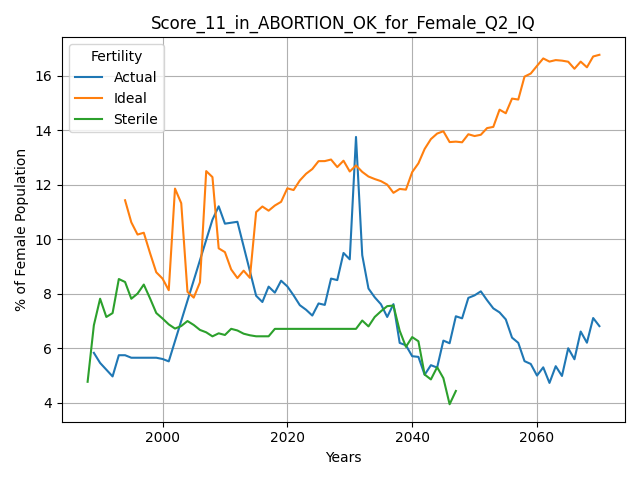 Score_11_in_ABORTION_OK_for_Female_Q2_IQ
Fertility
Actual
Ideal
Sterile
% of Female Population
16
14
12
10
8
6
4
2000
2020
2040
2060
Years